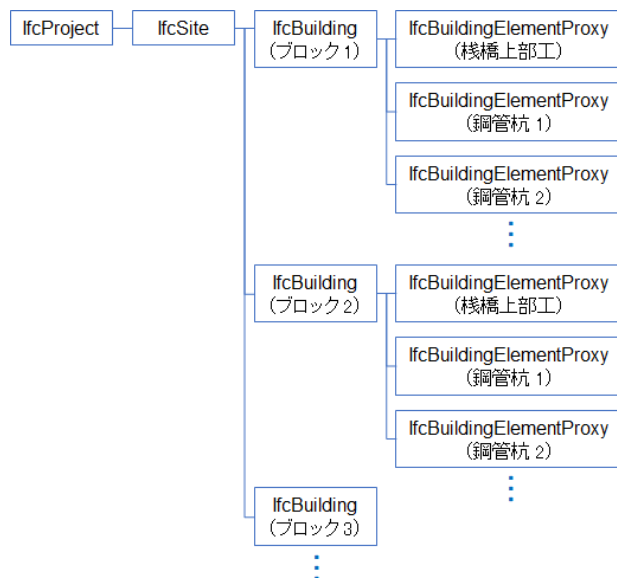 IfcProject
IfcSite
IfcBuilding
(ブロック1)
IfcBuildingElementProxy
(桟橋上部工)
IfcBuildingElementProxy
(鋼管杭 1)
IfcBuildingElementProxy
(鋼管杭 2)
IfcBuilding
(ブロック2)
IfcBuildingElementProxy
(桟橋上部工)
IfcBuildingElementProxy
(鋼管杭 1)
IfcBuildingElementProxy
(鋼管杭 2)
IfcBuilding
(ブロック3)